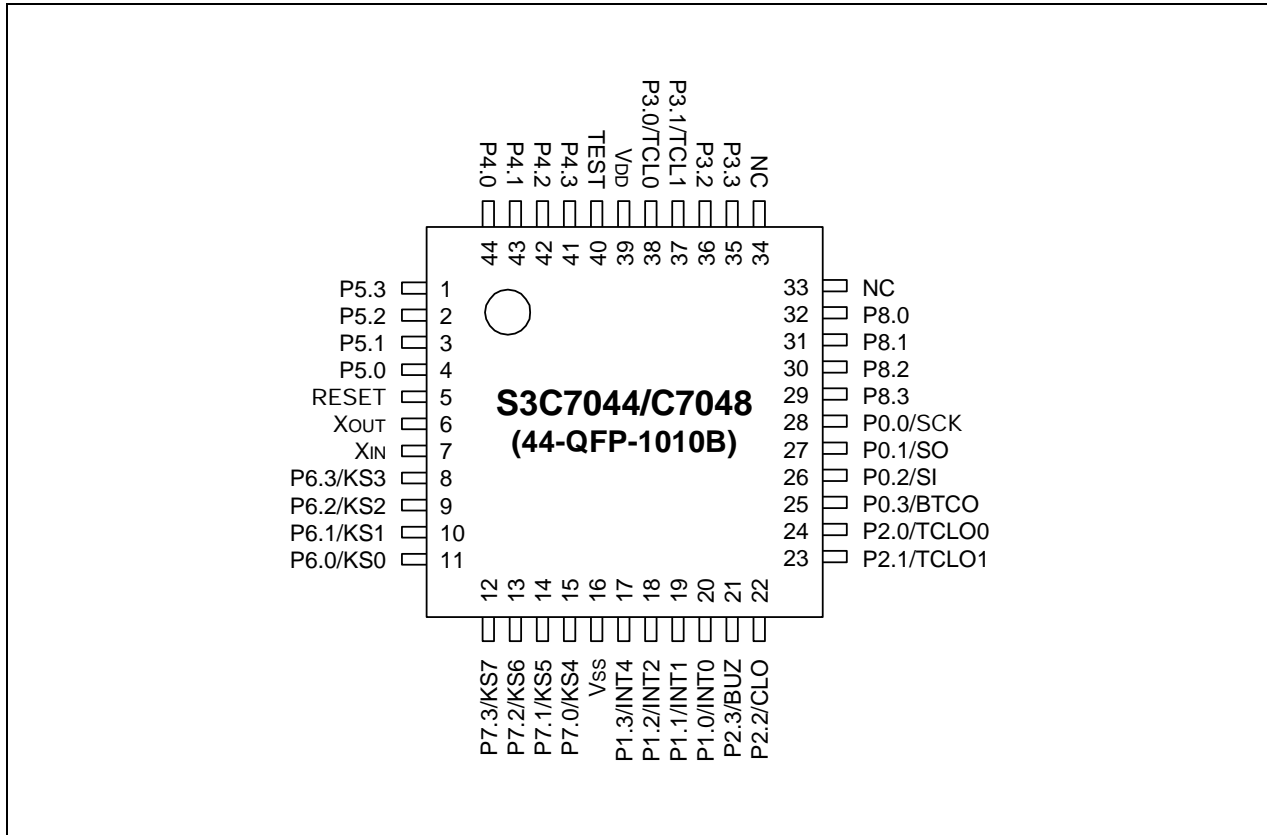 P4.0
P4.1
P4.2
P4.3
TEST
VDD
P3.0/TCL0
P3.1/TCL1
P3.2
P3.3
NC
44
43
42
41
40
39
38
37
36
35
34
P5.3 1
P5.2 2
P5.1 3
P5.0 4
RESET 5
XOUT 6
XIN 7
P6.3/KS3 8
P6.2/KS2 9
P6.1/KS1 10
P6.0/KS0 11
S3C7044/C7048
(44-QFP-1010B)
33 NC
32 P8.0
31 P8.1
30 P8.2
29 P8.3
28 P0.0/SCK
27 P0.1/SO
26 P0.2/SI
25 P0.3/BTCO
24 P2.0/TCLO0
23 P2.1/TCLO1
12
13
14
15
16
17
18
19
20
21
22
P7.3/KS7
P7.2/KS6
P7.1/KS5
P7.0/KS4
VSS
P1.3/INT4
P1.2/INT2
P1.1/INT1
P1.0/INT0
P2.3/BUZ
P2.2/CLO